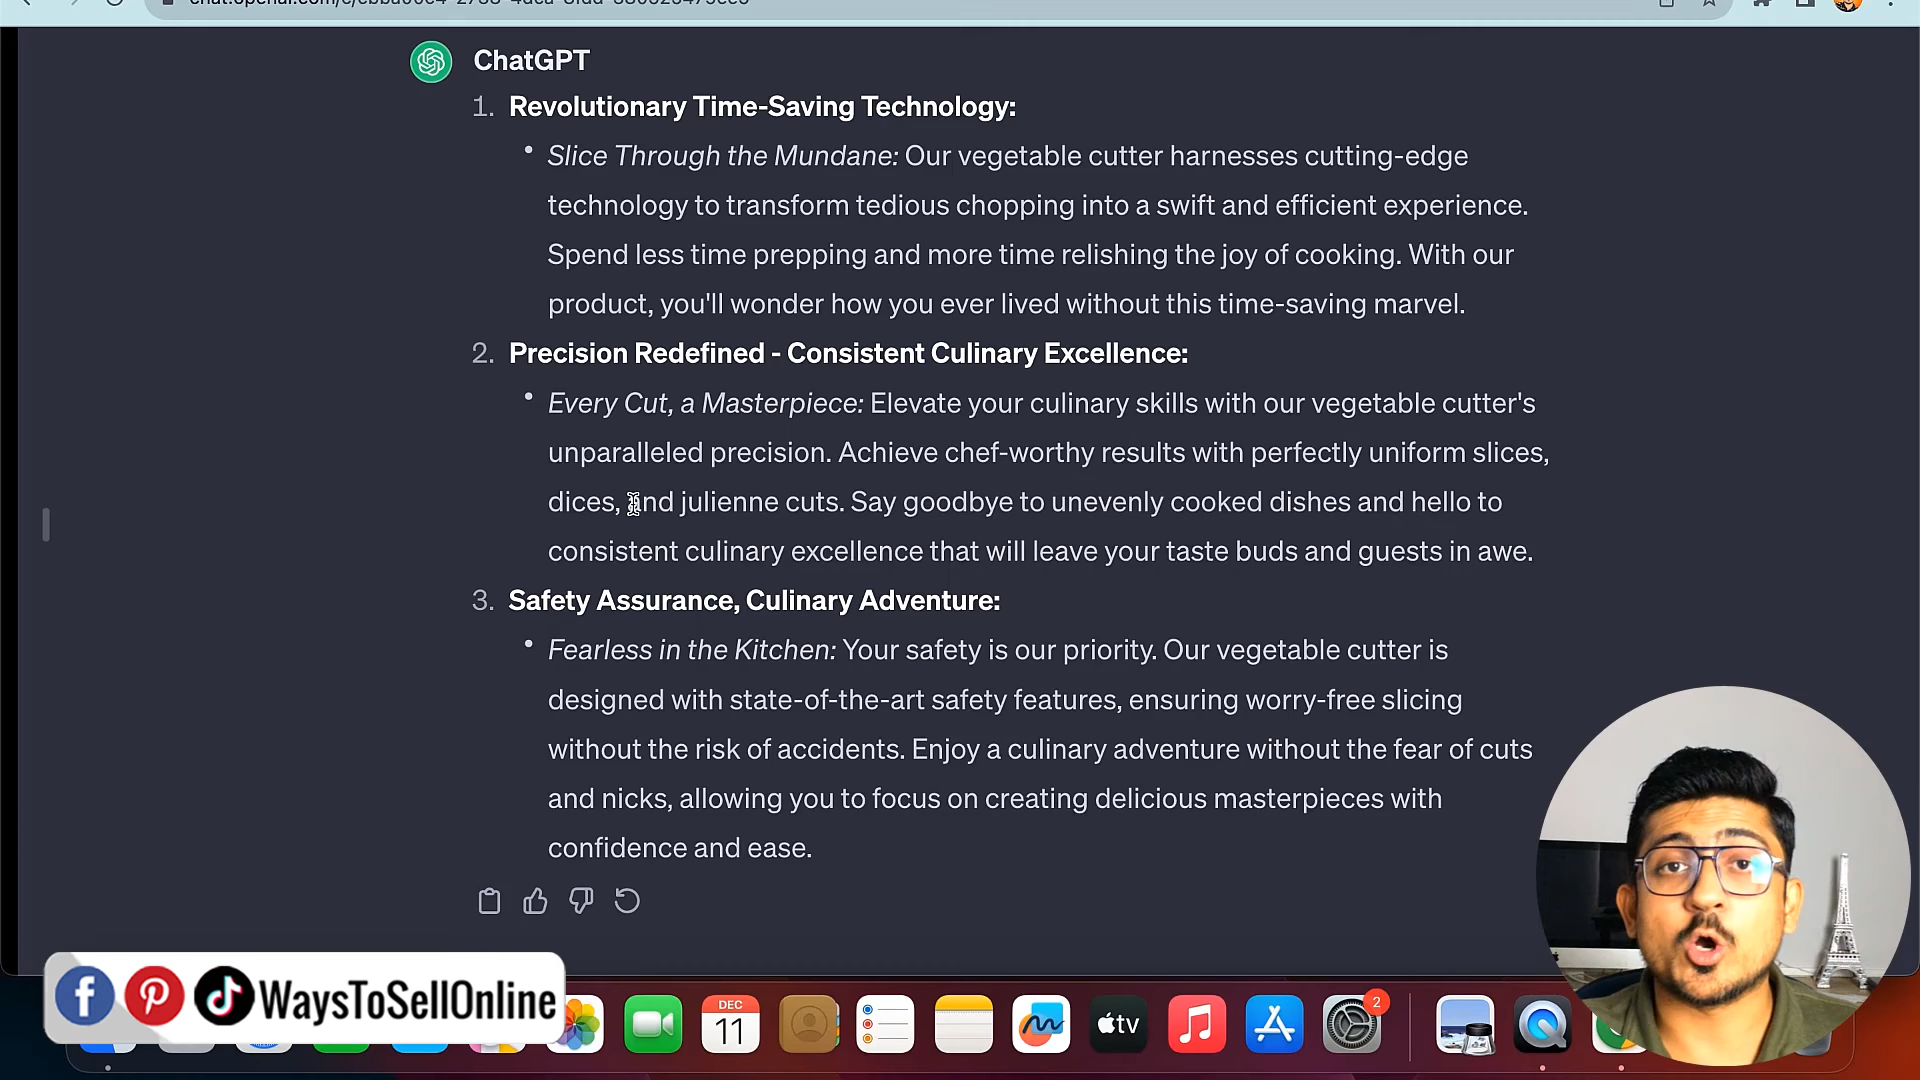 ChatGPT
1. Revolutionary Time-Saving Technology:
• Slice Through the Mundane: Our vegetable cutter harnesses cutting-edge
technology to transform tedious chopping into a swift and efficient experience.
Spend less time prepping and more time relishing the joy of cooking. With our
product, you'll wonder how you ever lived without this time-saving marvel.
2. Precision Redefined - Consistent Culinary Excellence:
• Every Cut, a Masterpiece: Elevate your culinary skills with our vegetable cutter's
unparalleled precision. Achieve chef-worthy results with perfectly uniform slices,
dices, and julienne cuts. Say goodbye to unevenly cooked dishes and hello to
consistent culinary excellence that will leave your taste buds and guests in awe.
3. Safety Assurance, Culinary Adventure:
• Fearless in the Kitchen: Your safety is our priority. Our vegetable cutter is
designed with state-of-the-art safety features, ensuring worry-free slicing
without the risk of accidents. Enjoy a culinary adventure without the fear of cuts
and nicks, allowing you to focus on creating delicious masterpieces with
confidence and ease.
WaysToSellOnline
DEC
11
tv
2